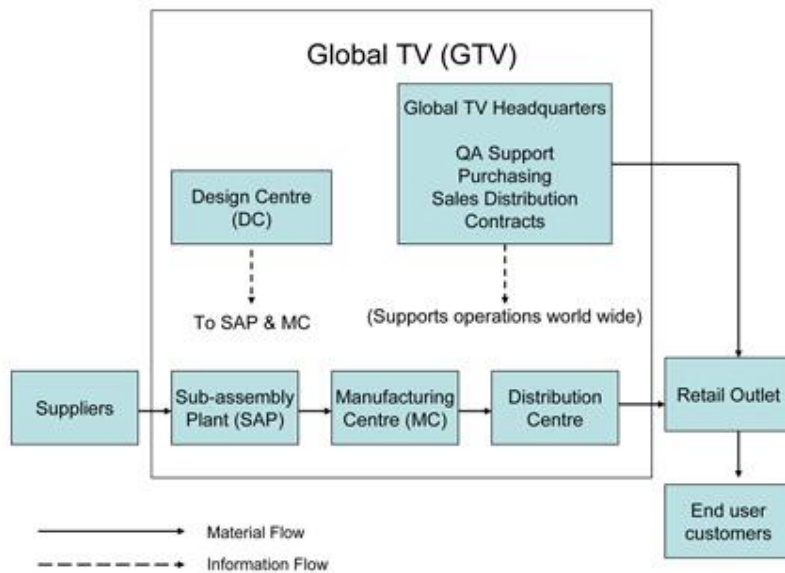 Global TV (GTV)
Global TV Headquarters
QA Support
Purchasing
Sales Distribution
Contracts
Design Centre
(DC)
To SAP & MC
(Supports operations world wide)
Suppliers
Sub-assembly
Plant (SAP)
Manufacturing
Centre (MC)
Distribution
Centre
Retail Outlet
End user
customers
Material Flow
Information Flow